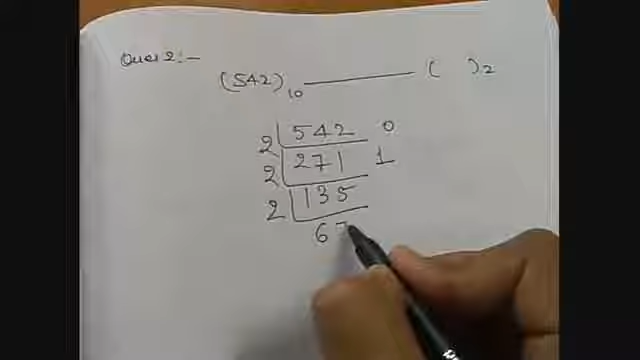 Ques 2:-
(542)10 ———— ( )2
2 542 0
2 271 1
2 135
67